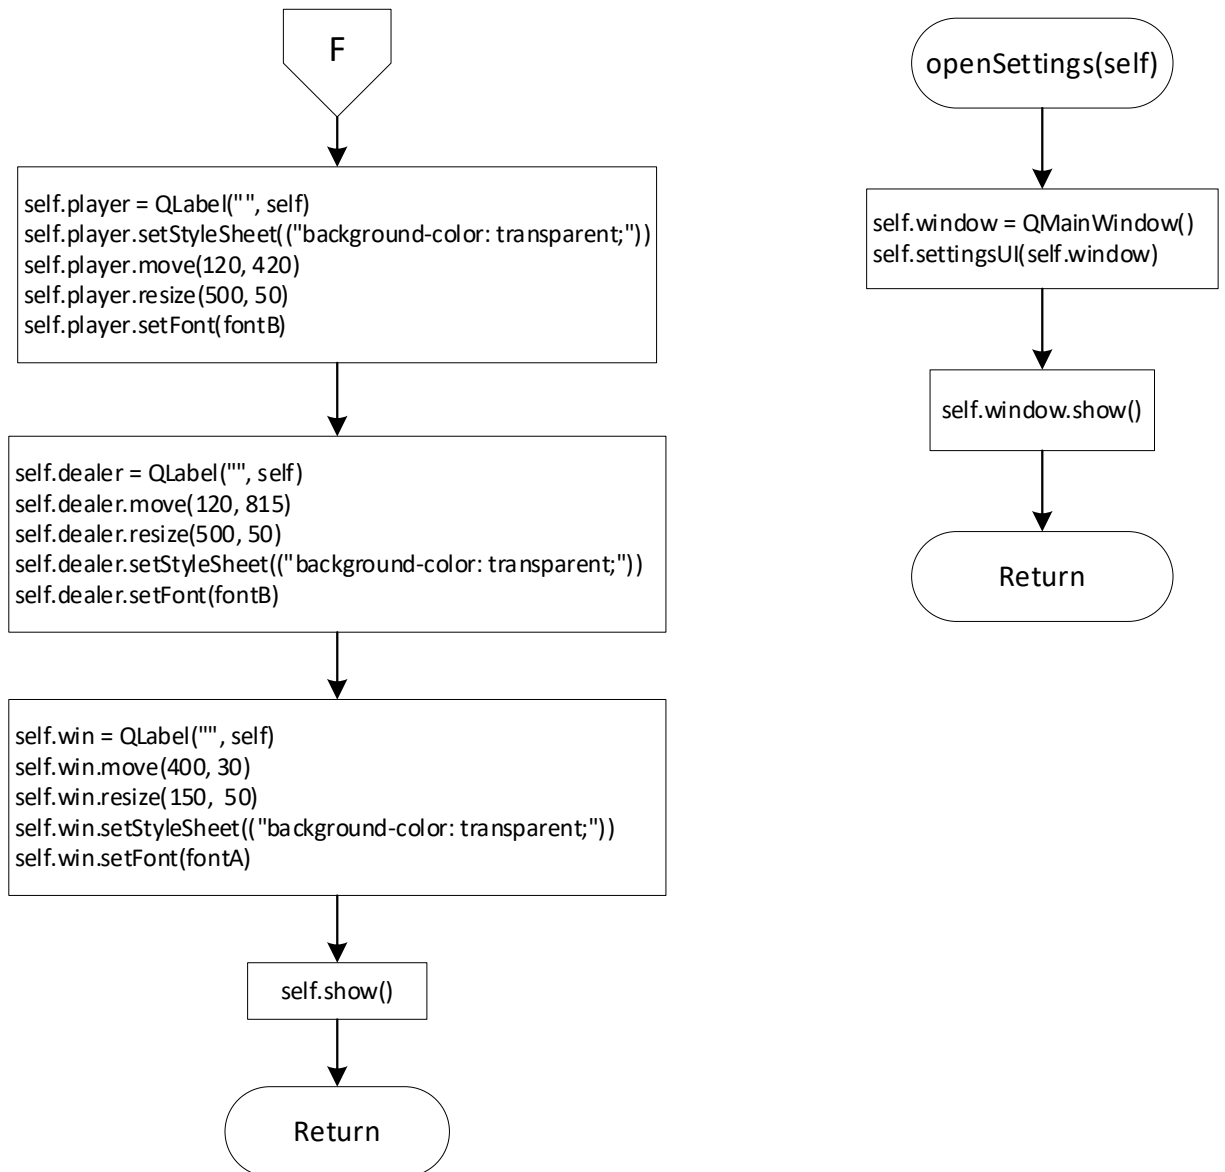 F
self.player = QLabel("", self)
self.player.setStyleSheet(("background-color: transparent;"))
self.player.move(120, 420)
self.player.resize(500, 50)
self.player.setFont(fontB)
self.dealer = QLabel("", self)
self.dealer.move(120, 815)
self.dealer.resize(500, 50)
self.dealer.setStyleSheet(("background-color: transparent;"))
self.dealer.setFont(fontB)
self.win = QLabel("", self)
self.win.move(400, 30)
self.win.resize(150, 50)
self.win.setStyleSheet(("background-color: transparent;"))
self.win.setFont(fontA)
self.show()
Return
openSettings(self)
self.window = QMainWindow()
self.settingsUI(self.window)
self.window.show()
Return